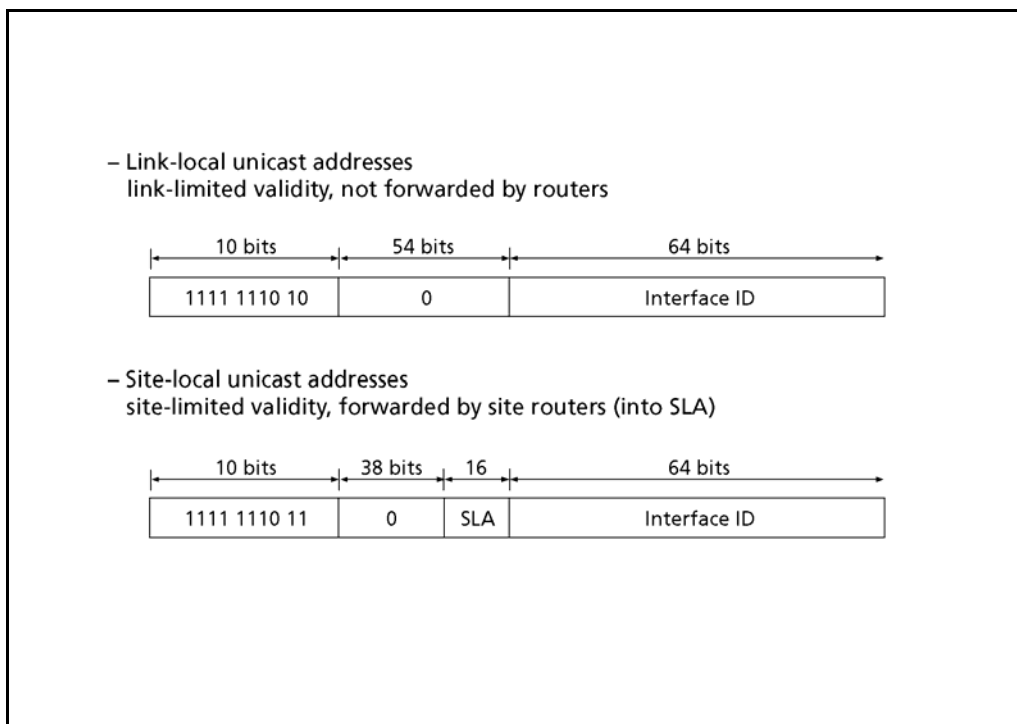 – Link-local unicast addresses
link-limited validity, not forwarded by routers
10 bits 54 bits 64 bits
1111 1110 10 0 Interface ID
– Site-local unicast addresses
site-limited validity, forwarded by site routers (into SLA)
10 bits 38 bits 16 64 bits
1111 1110 11 0 SLA Interface ID